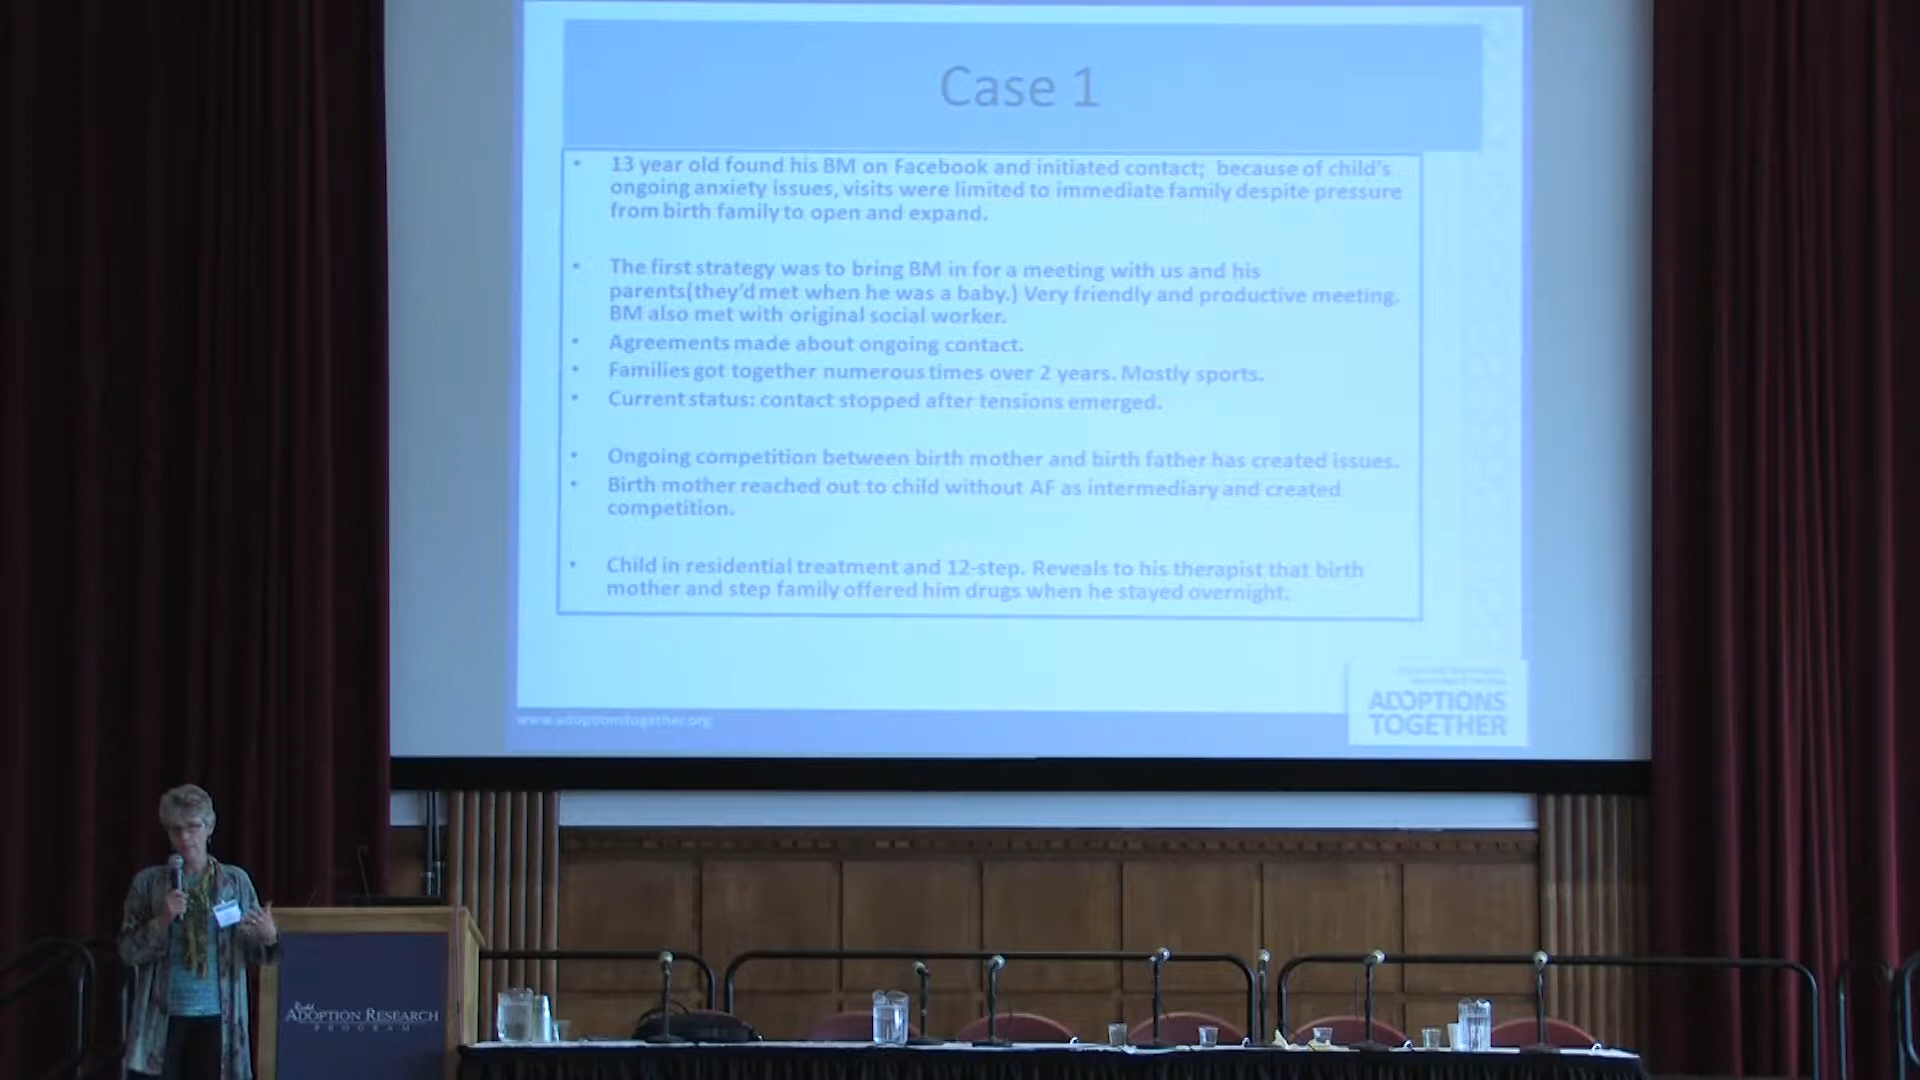 Case 1
• 13 year old found his BM on Facebook and initiated contact; because of child's
ongoing anxiety issues, visits were limited to immediate family despite pressure
from birth family to open and expand.
• The first strategy was to bring BM in for a meeting with us and his
parents(they'd met when he was a baby.) Very friendly and productive meeting.
BM also met with original social worker.
• Agreements made about ongoing contact.
• Families got together numerous times over 2 years. Mostly sports.
• Current status: contact stopped after tensions emerged.
• Ongoing competition between birth mother and birth father has created issues.
• Birth mother reached out to child without AF as intermediary and created
competition.
• Child in residential treatment and 12-step. Reveals to his therapist that birth
mother and step family offered him drugs when he stayed overnight.
www.adoptionstogether.org
ADOPTIONS
TOGETHER
Rudd
ADOPTION RESEARCH
PROGRAM